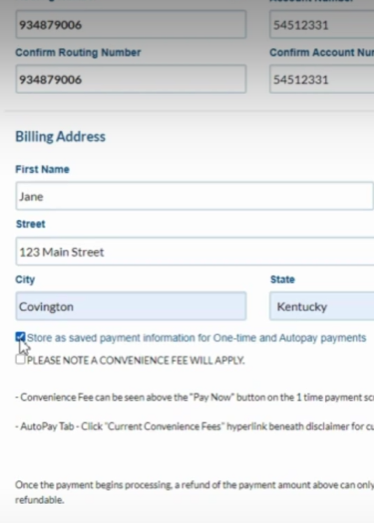 934879006 54512331
Confirm Routing Number Confirm Account Nu
934879006 54512331
Billing Address
First Name
Jane
Street
123 Main Street
City State
Covington Kentucky
Store as saved payment information for One-time and Autopay payments
PLEASE NOTE A CONVENIENCE FEE WILL APPLY.
- Convenience Fee can be seen above the "Pay Now" button on the 1 time payment sc
- AutoPay Tab - Click "Current Convenience Fees" hyperlink beneath disclaimer for cu
Once the payment begins processing, a refund of the payment amount above can only
refundable.